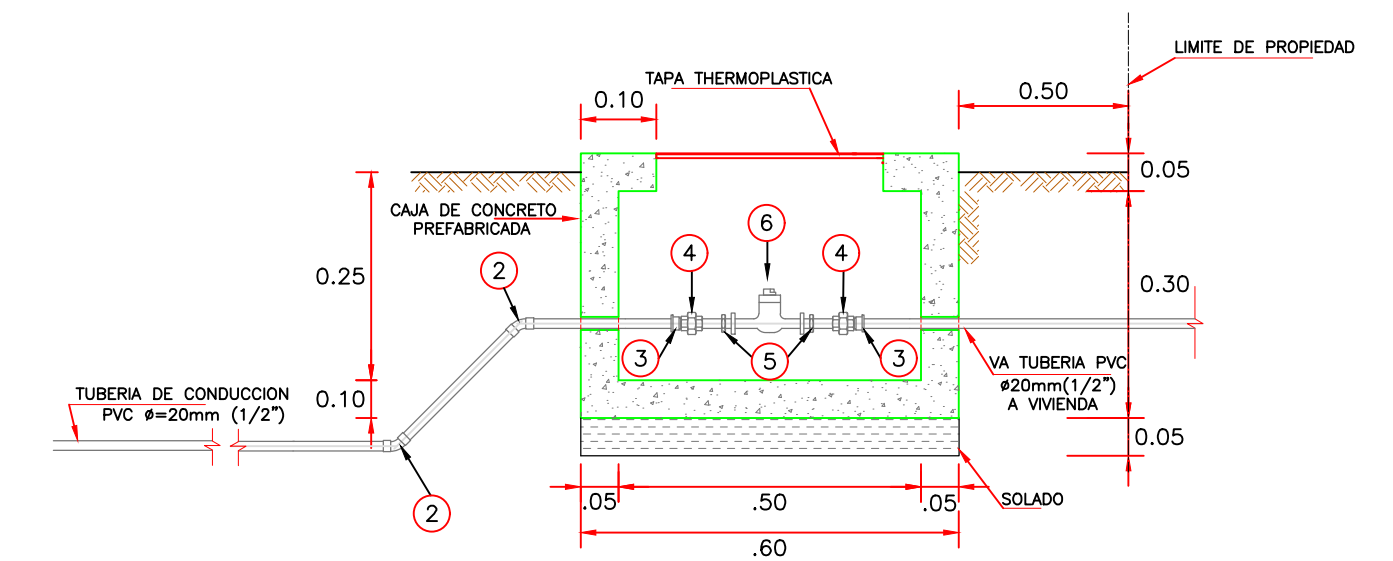 LIMITE DE PROPIEDAD
TAPA THERMOPLASTICA
0.10
0.50
0.05
CAJA DE CONCRETO
PREFABRICADA
6
4
4
2
0.25
0.30
3
5
3
VA TUBERIA PVC
ø20mm(1/2")
A VIVIENDA
TUBERIA DE CONDUCCION
PVC ø=20mm (1/2")
0.10
0.05
2
.05
.50
.05
SOLADO
.60